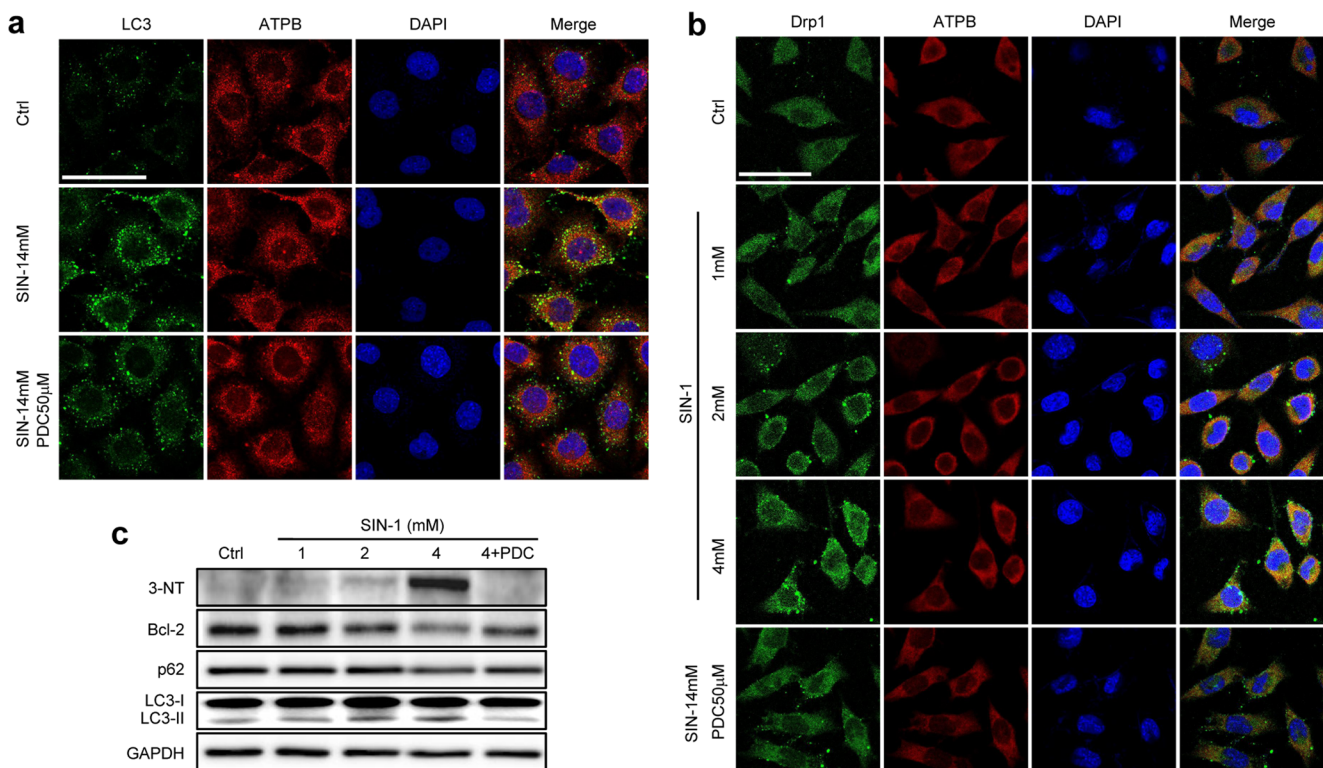 a
LC3 ATPB DAPI Merge
Ctrl
SIN-14mM
SIN-14mM
PDC50μM
b
Drp1 ATPB DAPI Merge
Ctrl
SIN-1
1mM
2mM
4mM
SIN-14mM
PDC50μM
c
SIN-1 (mM)
Ctrl 1 2 4 4+PDC
3-NT
Bcl-2
p62
LC3-I
LC3-II
GAPDH